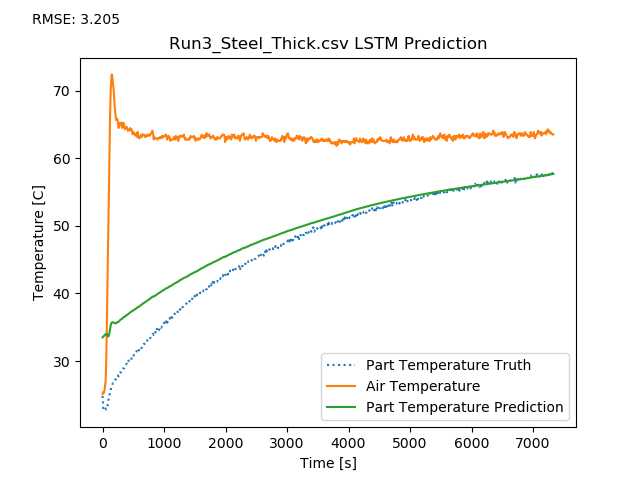 RMSE: 3.205
Run3_Steel_Thick.csv LSTM Prediction
70
60
50
40
30
Temperature [C]
Part Temperature Truth
Air Temperature
Part Temperature Prediction
0 1000 2000 3000 4000 5000 6000 7000
Time [s]